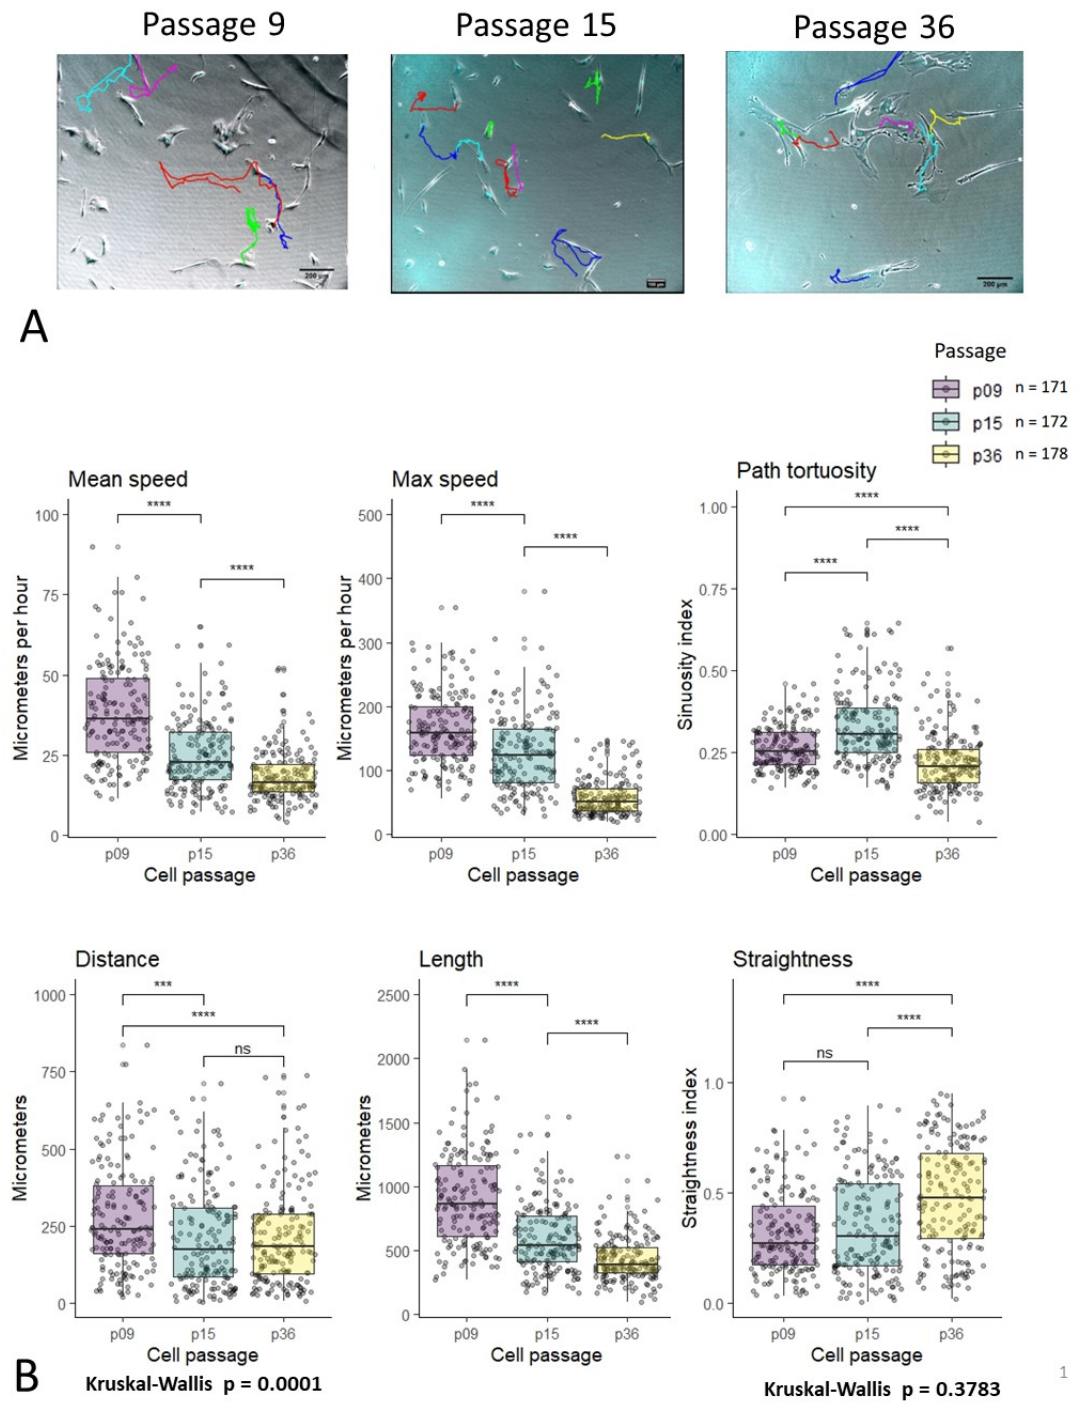 Passage 9
Passage 15
Passage 36
200 µm
200 µm
A
Passage
p09 n = 171
p15 n = 172
p36 n = 178
Mean speed
Micrometers per hour
100
75
50
25
0
****
****
p09 p15 p36
Cell passage
Max speed
Micrometers per hour
500
400
300
200
100
0
****
****
p09 p15 p36
Cell passage
Path tortuosity
Sinuosity index
1.00
0.75
0.50
0.25
0.00
****
****
****
p09 p15 p36
Cell passage
Distance
Micrometers
1000
750
500
250
0
***
****
ns
p09 p15 p36
Cell passage
Length
Micrometers
2500
2000
1500
1000
500
0
****
****
p09 p15 p36
Cell passage
Straightness
Straightness index
1.0
0.5
0.0
****
****
ns
p09 p15 p36
Cell passage
B
Kruskal-Wallis p = 0.0001
Kruskal-Wallis p = 0.3783
1